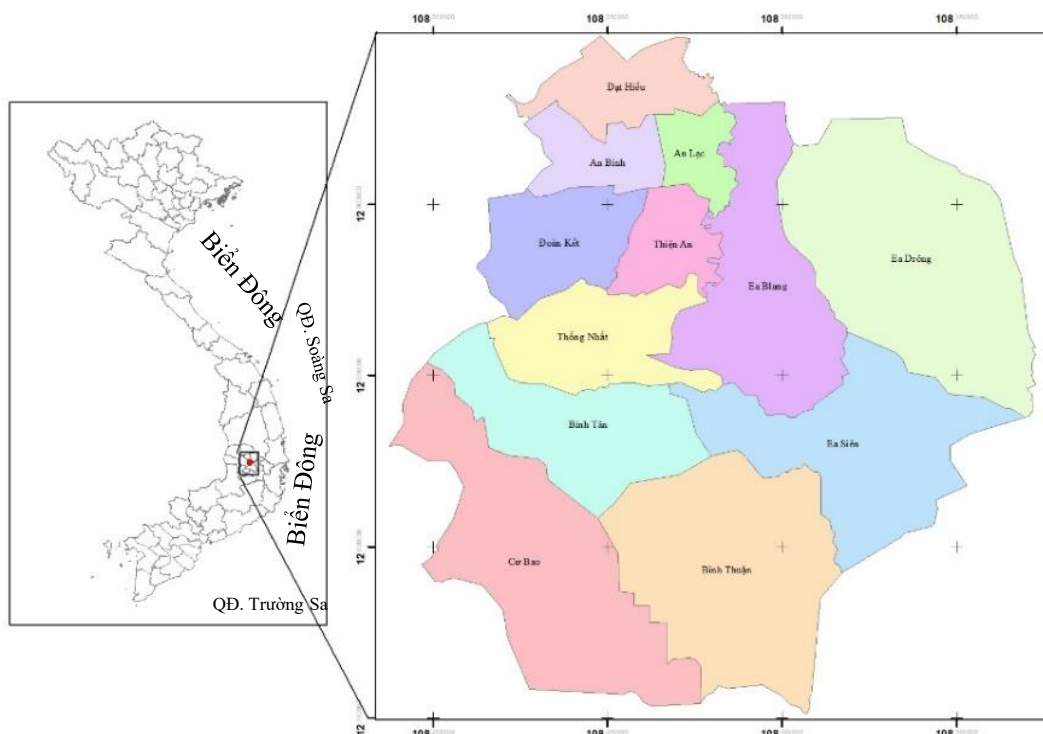 Biển Đông
QĐ. Soàng Sa
Biển Đông
QĐ. Trường Sa
108
108
108
108
12
12
12
12
Dạt Hiếu
An Bình
An Lạc
Đoàn Kết
Thiện An
Ea Blang
Ea Drông
Thống Nhất
Bình Tân
Ea Siên
Cư Bao
Bình Thuận
108
108
108
108